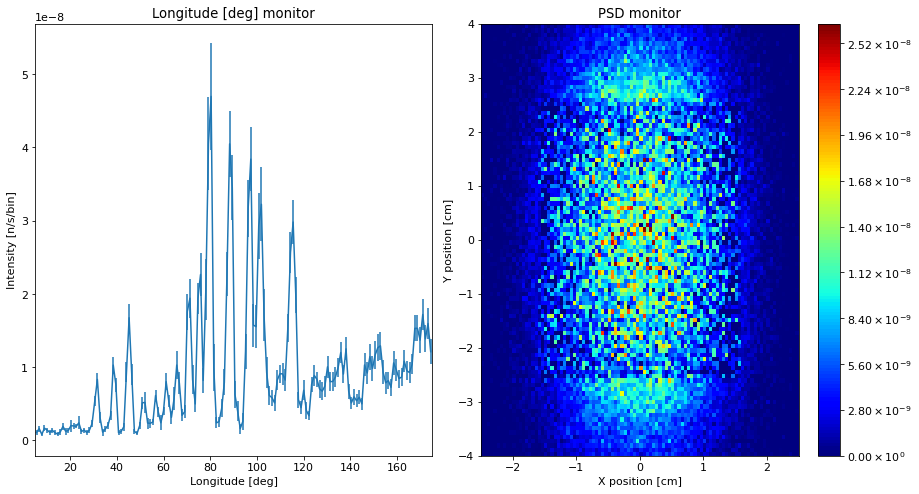 Longitude [deg] monitor
1e−8
Intensity [n/s/bin]
5
4
3
2
1
0
20 40 60 80 100 120 140 160
Longitude [deg]
PSD monitor
Y position [cm]
4
3
2
1
0
−1
−2
−3
−4
−2 −1 0 1 2
X position [cm]
2.52 × 10⁻⁸
2.24 × 10⁻⁸
1.96 × 10⁻⁸
1.68 × 10⁻⁸
1.40 × 10⁻⁸
1.12 × 10⁻⁸
8.40 × 10⁻⁹
5.60 × 10⁻⁹
2.80 × 10⁻⁹
0.00 × 10⁰